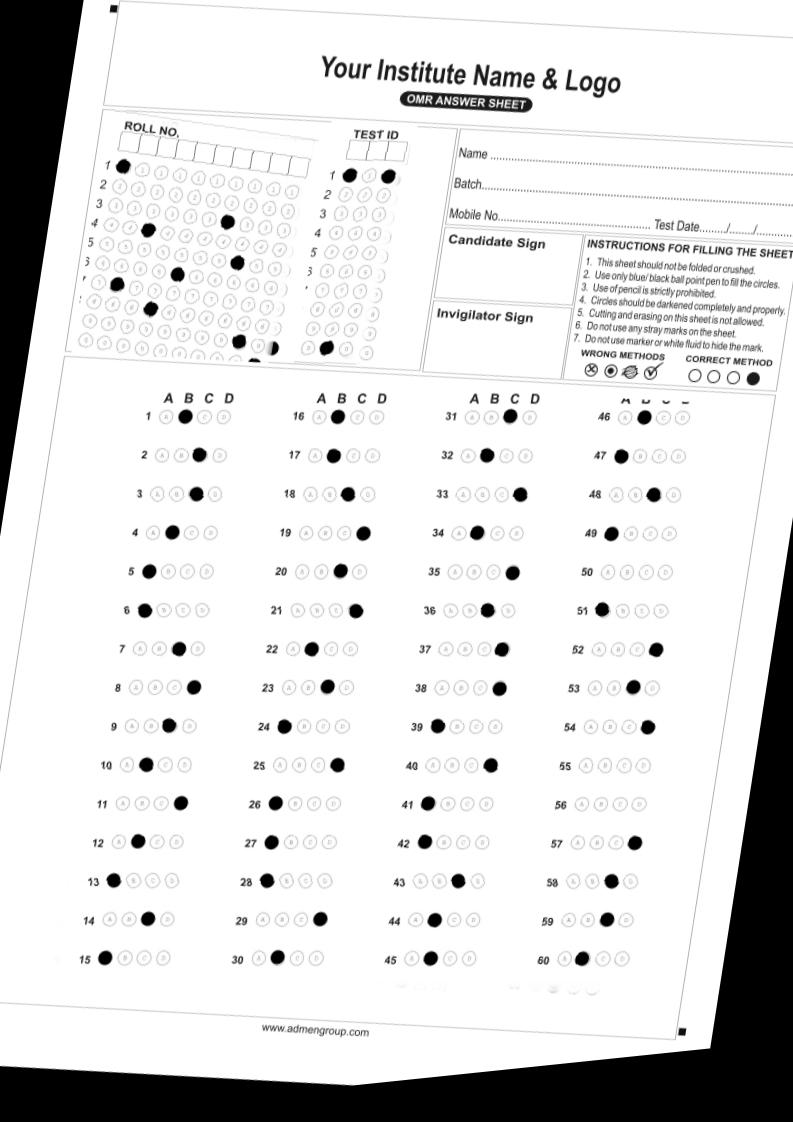 Your Institute Name & Logo
OMR ANSWER SHEET
ROLL NO.
TEST ID
Name
Batch
Mobile No. Test Date ....../....../......
Candidate Sign
Invigilator Sign
INSTRUCTIONS FOR FILLING THE SHEET
1. This sheet should not be folded or crushed.
2. Use only blue/ black ball point pen to fill the circles.
3. Use of pencil is strictly prohibited.
4. Circles should be darkened completely and properly.
5. Cutting and erasing on this sheet is not allowed.
6. Do not use any stray marks on the sheet.
7. Do not use marker or white fluid to hide the mark.
WRONG METHODS CORRECT METHOD
A B C D A B C D A B C D
1 16 31 46
2 17 32 47
3 18 33 48
4 19 34 49
5 20 35 50
6 21 36 51
7 22 37 52
8 23 38 53
9 24 39 54
10 25 40 55
11 26 41 56
12 27 42 57
13 28 43 58
14 29 44 59
15 30 45 60
www.admengroup.com